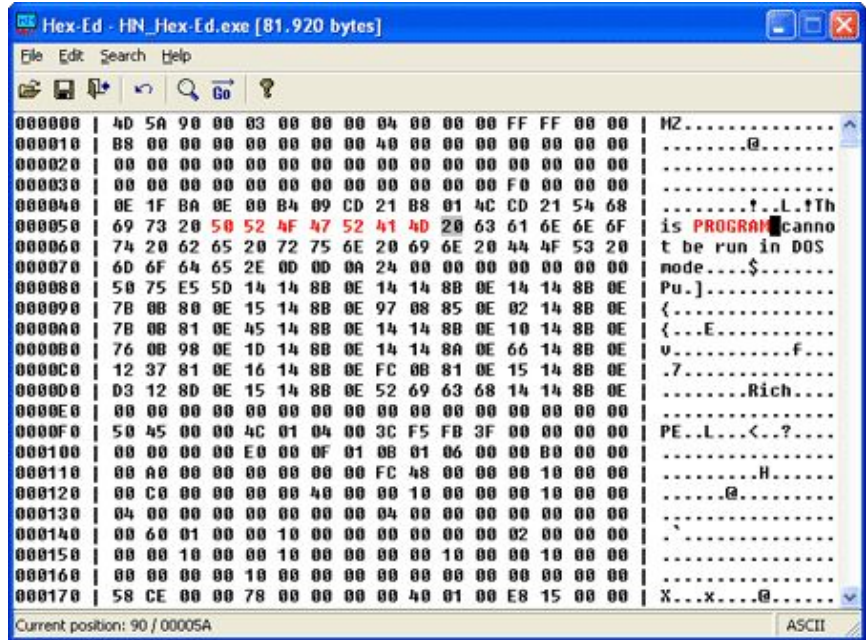 Hex-Ed - HN_Hex-Ed.exe [81.920 bytes]
File Edit Search Help
Go
000000 | 4D 5A 90 00 03 00 00 00 04 00 00 00 FF FF 00 00 | MZ..............
000010 | B8 00 00 00 00 00 00 00 40 00 00 00 00 00 00 00 | ........@.......
000020 | 00 00 00 00 00 00 00 00 00 00 00 00 00 00 00 00 | ................
000030 | 00 00 00 00 00 00 00 00 00 00 00 00 F0 00 00 00 | ................
000040 | 0E 1F BA 0E 00 B4 09 CD 21 B8 01 4C CD 21 54 68 | ........!..L.!Th
000050 | 69 73 20 50 52 4F 47 52 41 4D 20 63 61 6E 6E 6F | is PROGRAM canno
000060 | 74 20 62 65 20 72 75 6E 20 69 6E 20 44 4F 53 20 | t be run in DOS
000070 | 6D 6F 64 65 2E 0D 0D 0A 24 00 00 00 00 00 00 00 | mode....$.......
000080 | 50 75 E5 5D 14 14 8B 0E 14 14 8B 0E 14 14 8B 0E | Pu.]............
000090 | 7B 0B 80 0E 15 14 8B 0E 97 08 85 0E 02 14 8B 0E | {...............
0000A0 | 7B 0B 81 0E 45 14 8B 0E 14 14 8B 0E 10 14 8B 0E | {...E...........
0000B0 | 76 0B 98 0E 1D 14 8B 0E 14 14 8A 0E 66 14 8B 0E | v...........f...
0000C0 | 12 37 81 0E 16 14 8B 0E FC 0B 81 0E 15 14 8B 0E | .7..............
0000D0 | D3 12 8D 0E 15 14 8B 0E 52 69 63 68 14 14 8B 0E | ........Rich....
0000E0 | 00 00 00 00 00 00 00 00 00 00 00 00 00 00 00 00 | ................
0000F0 | 50 45 00 00 4C 01 04 00 3C F5 FB 3F 00 00 00 00 | PE..L...<..?....
000100 | 00 00 00 00 E0 00 0F 01 0B 01 06 00 00 B0 00 00 | ................
000110 | 00 A0 00 00 00 00 00 00 FC 48 00 00 00 10 00 00 | .........H......
000120 | 00 C0 00 00 00 00 40 00 00 10 00 00 00 10 00 00 | ......@.........
000130 | 04 00 00 00 00 00 00 00 04 00 00 00 00 00 00 00 | ................
000140 | 00 60 01 00 00 10 00 00 00 00 00 00 02 00 00 00 | .`..............
000150 | 00 00 10 00 00 10 00 00 00 00 10 00 00 10 00 00 | ................
000160 | 00 00 00 00 10 00 00 00 00 00 00 00 00 00 00 00 | ................
000170 | 58 CE 00 00 78 00 00 00 00 40 01 00 E8 15 00 00 | X...x....@......
Current position: 90 / 00005A ASCII